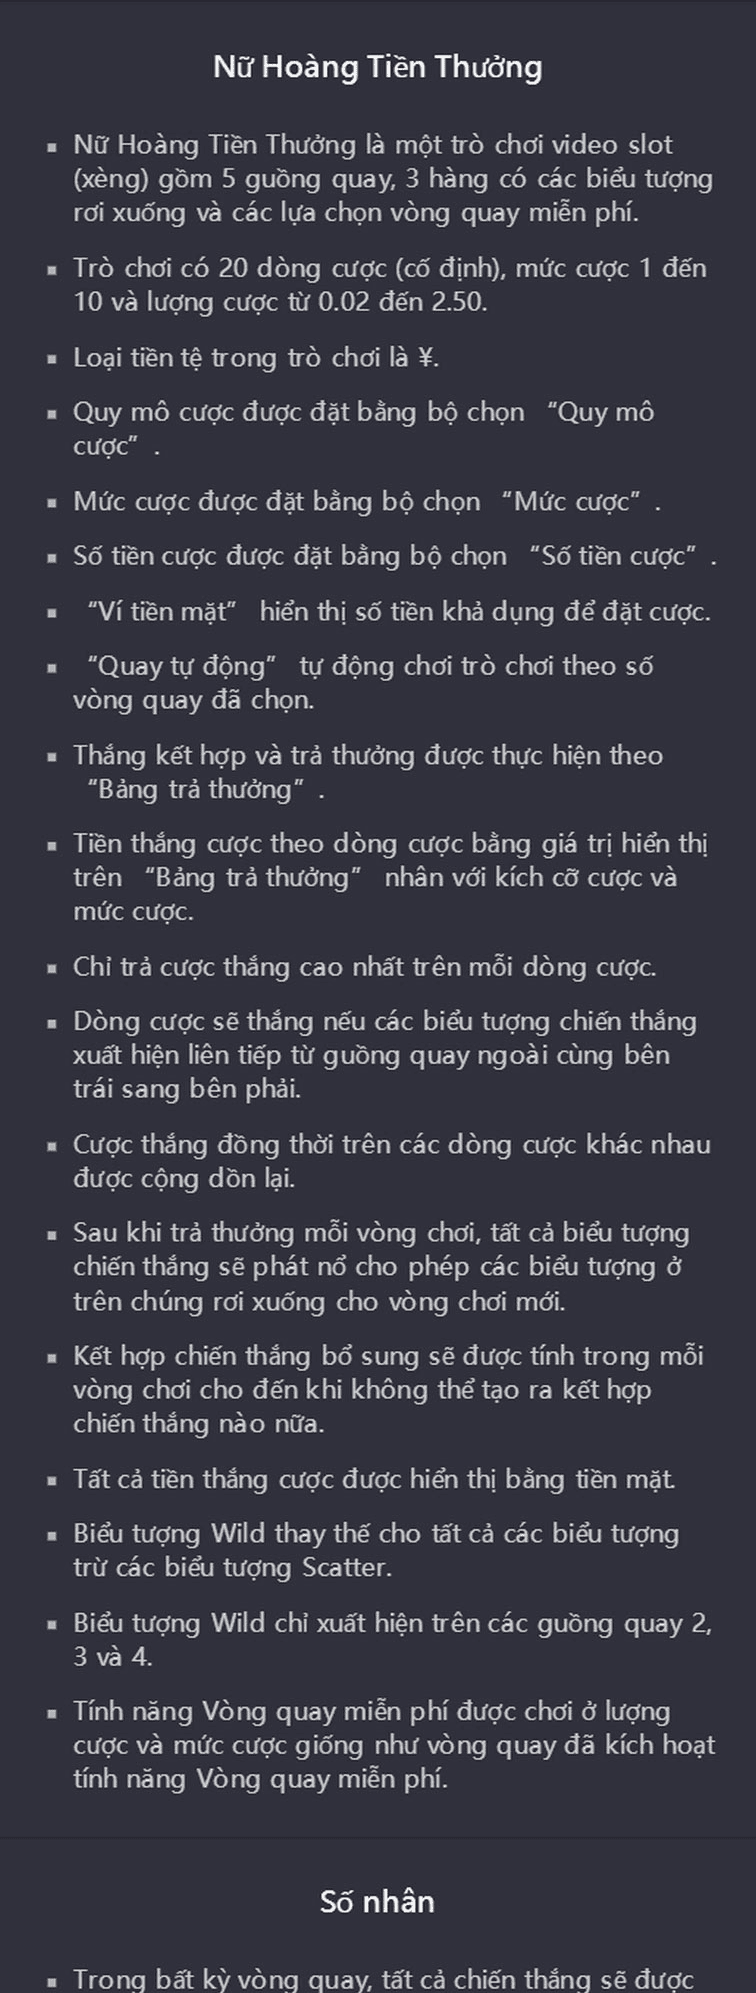 Nữ Hoàng Tiền Thưởng
▪ Nữ Hoàng Tiền Thưởng là một trò chơi video slot
(xèng) gồm 5 guồng quay, 3 hàng có các biểu tượng
rơi xuống và các lựa chọn vòng quay miễn phí.
▪ Trò chơi có 20 dòng cược (cố định), mức cược 1 đến
10 và lượng cược từ 0.02 đến 2.50.
▪ Loại tiền tệ trong trò chơi là ¥.
▪ Quy mô cược được đặt bằng bộ chọn “Quy mô
cược” .
▪ Mức cược được đặt bằng bộ chọn “Mức cược” .
▪ Số tiền cược được đặt bằng bộ chọn “Số tiền cược” .
▪ “Ví tiền mặt” hiển thị số tiền khả dụng để đặt cược.
▪ “Quay tự động” tự động chơi trò chơi theo số
vòng quay đã chọn.
▪ Thắng kết hợp và trả thưởng được thực hiện theo
“Bảng trả thưởng” .
▪ Tiền thắng cược theo dòng cược bằng giá trị hiển thị
trên “Bảng trả thưởng” nhân với kích cỡ cược và
mức cược.
▪ Chỉ trả cược thắng cao nhất trên mỗi dòng cược.
▪ Dòng cược sẽ thắng nếu các biểu tượng chiến thắng
xuất hiện liên tiếp từ guồng quay ngoài cùng bên
trái sang bên phải.
▪ Cược thắng đồng thời trên các dòng cược khác nhau
được cộng dồn lại.
▪ Sau khi trả thưởng mỗi vòng chơi, tất cả biểu tượng
chiến thắng sẽ phát nổ cho phép các biểu tượng ở
trên chúng rơi xuống cho vòng chơi mới.
▪ Kết hợp chiến thắng bổ sung sẽ được tính trong mỗi
vòng chơi cho đến khi không thể tạo ra kết hợp
chiến thắng nào nữa.
▪ Tất cả tiền thắng cược được hiển thị bằng tiền mặt.
▪ Biểu tượng Wild thay thế cho tất cả các biểu tượng
trừ các biểu tượng Scatter.
▪ Biểu tượng Wild chỉ xuất hiện trên các guồng quay 2,
3 và 4.
▪ Tính năng Vòng quay miễn phí được chơi ở lượng
cược và mức cược giống như vòng quay đã kích hoạt
tính năng Vòng quay miễn phí.
Số nhân
▪ Trong bất kỳ vòng quay, tất cả chiến thắng sẽ được